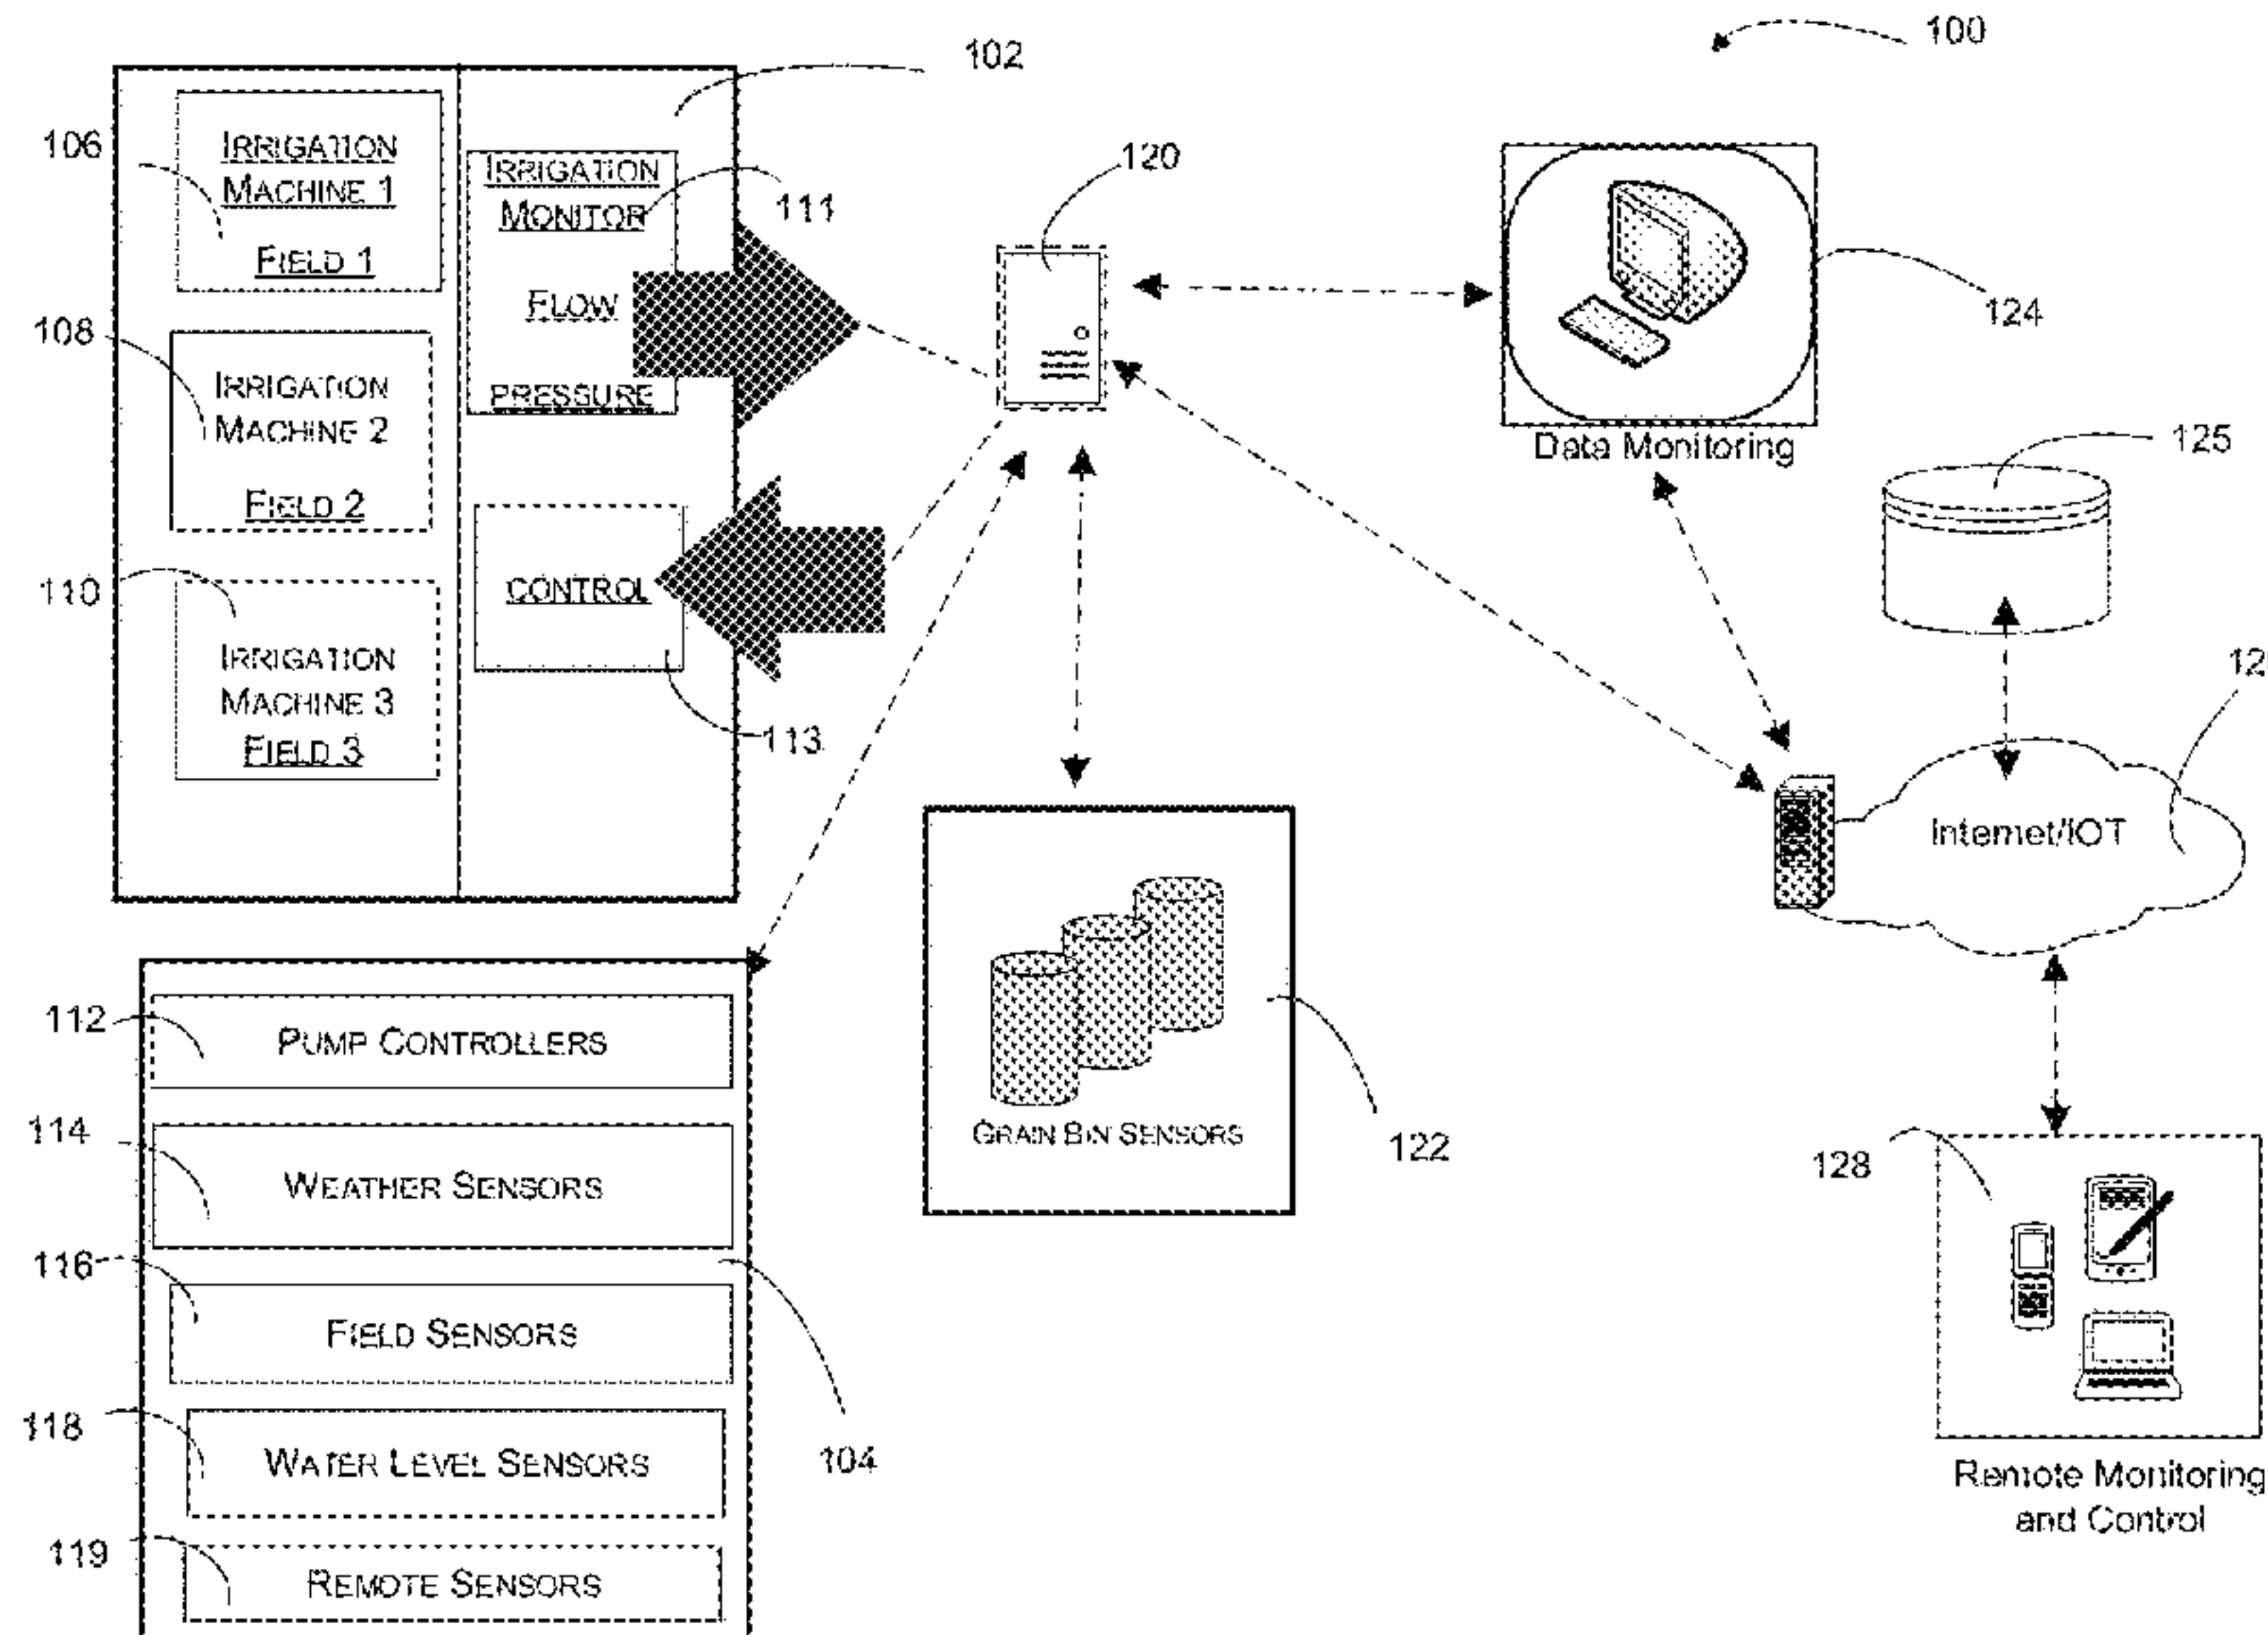 100
102
106
IRRIGATION
MACHINE 1
FIELD 1
IRRIGATION
MONITOR
111
FLOW
PRESSURE
108
IRRIGATION
MACHINE 2
FIELD 2
110
IRRIGATION
MACHINE 3
FIELD 3
CONTROL
113
120
124
Data Monitoring
125
12
Internet/IOT
112
PUMP CONTROLLERS
114
WEATHER SENSORS
116
FIELD SENSORS
118
WATER LEVEL SENSORS
119
REMOTE SENSORS
104
GRAIN BIN SENSORS
122
128
Remote Monitoring
and Control